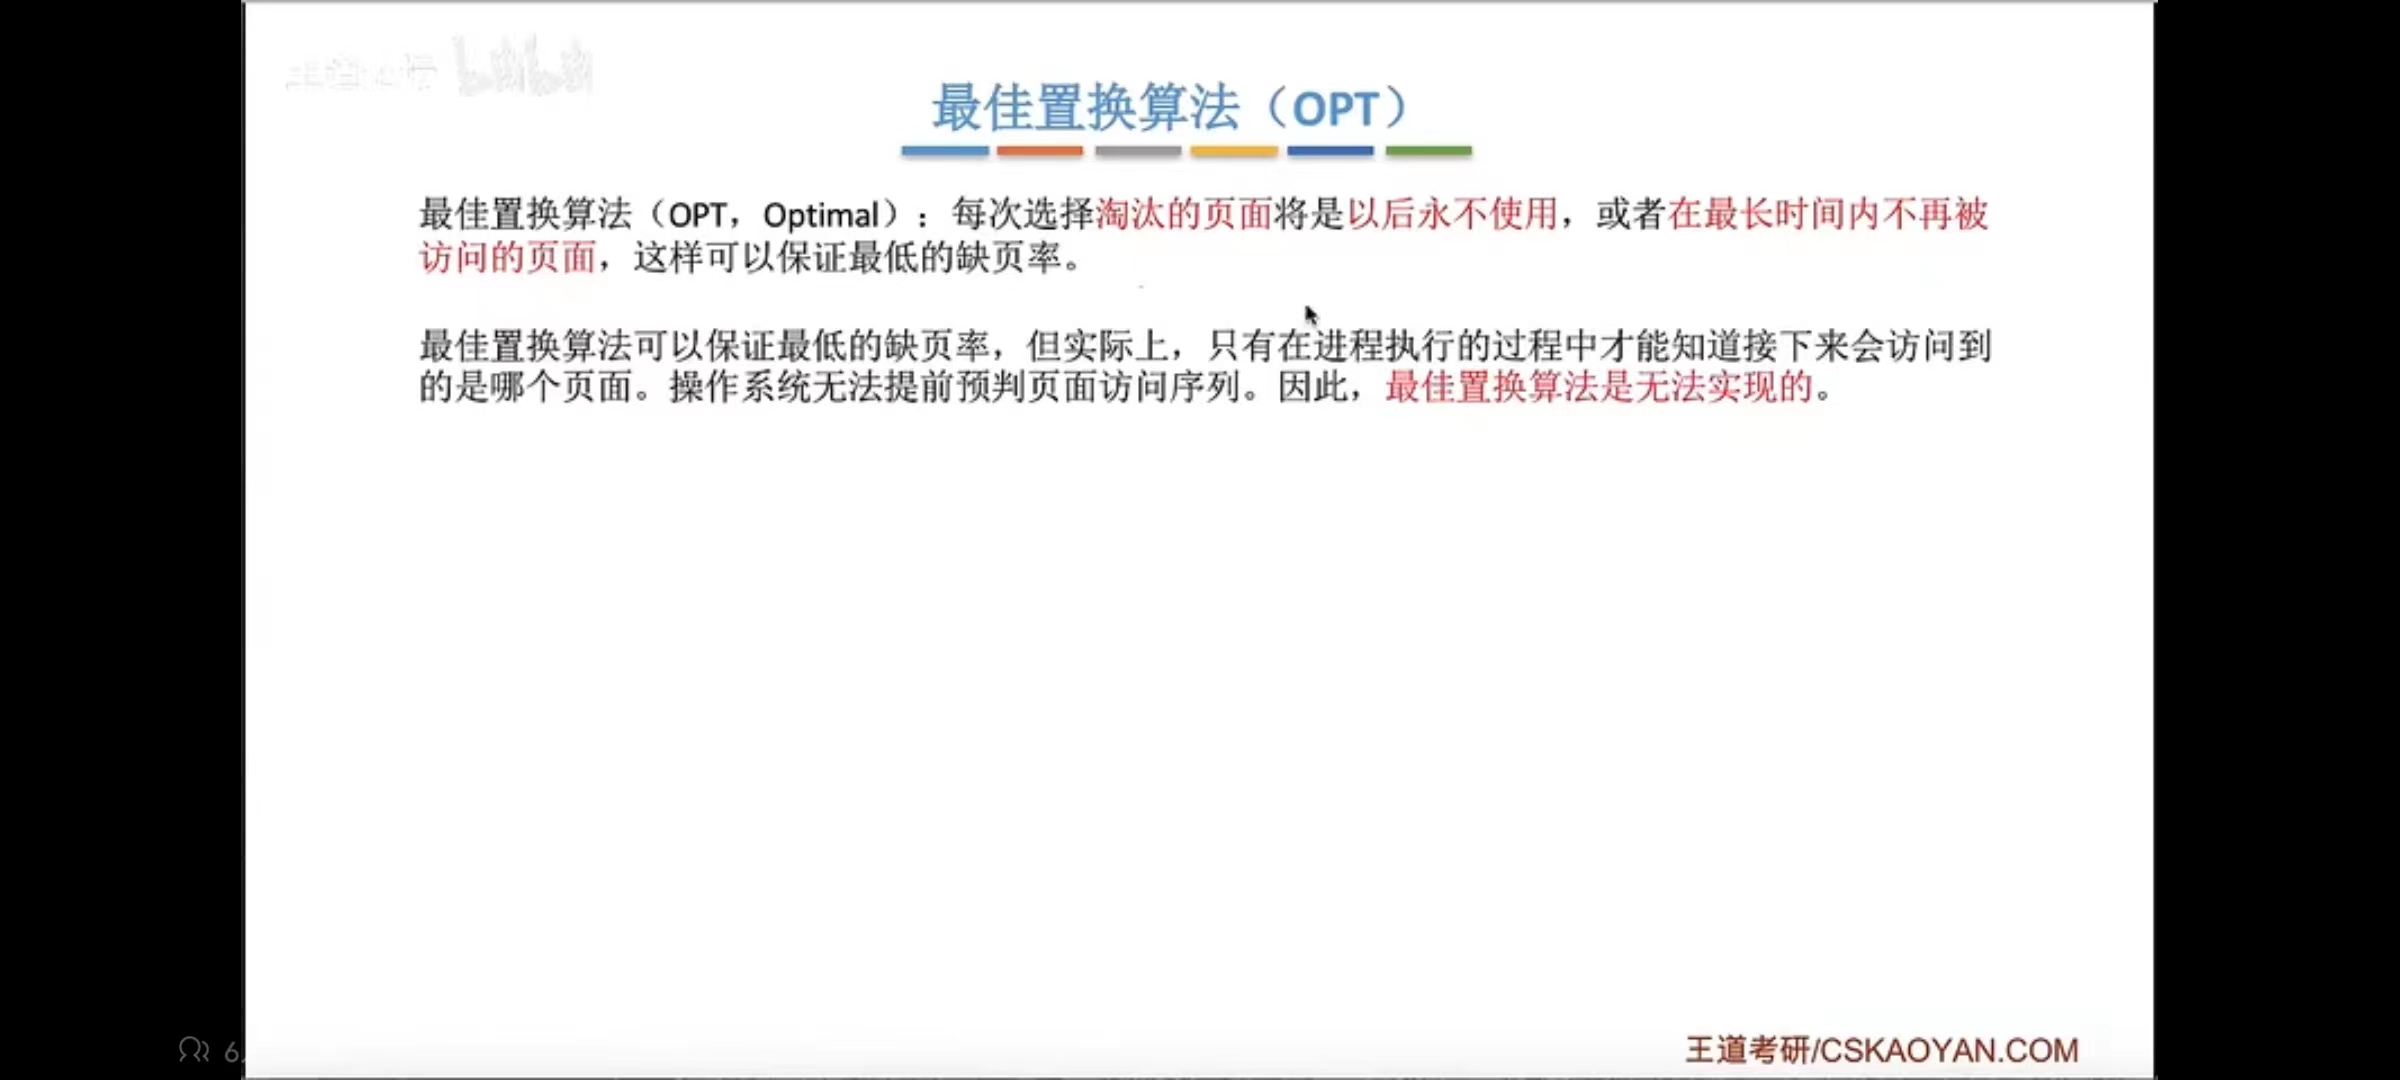 最佳置换算法（OPT）
最佳置换算法（OPT，Optimal）：每次选择淘汰的页面将是以后永不使用，或者在最长时间内不再被
访问的页面，这样可以保证最低的缺页率。
最佳置换算法可以保证最低的缺页率，但实际上，只有在进程执行的过程中才能知道接下来会访问到
的是哪个页面。操作系统无法提前预判页面访问序列。因此，最佳置换算法是无法实现的。
王道考研/CSKAOYAN.COM